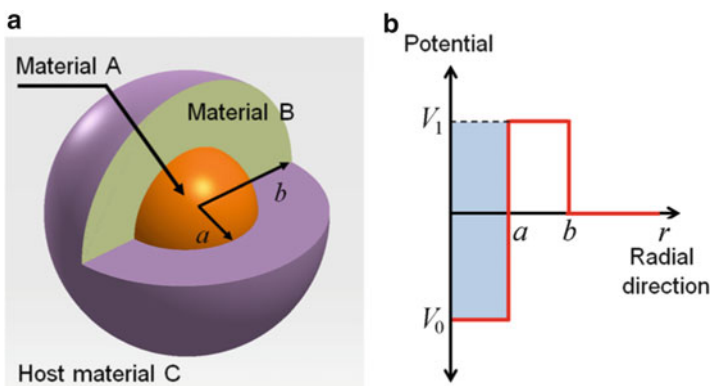 a
Material A
Material B
b
a
Host material C
b
Potential
V1
a
b
r
Radial
direction
V0